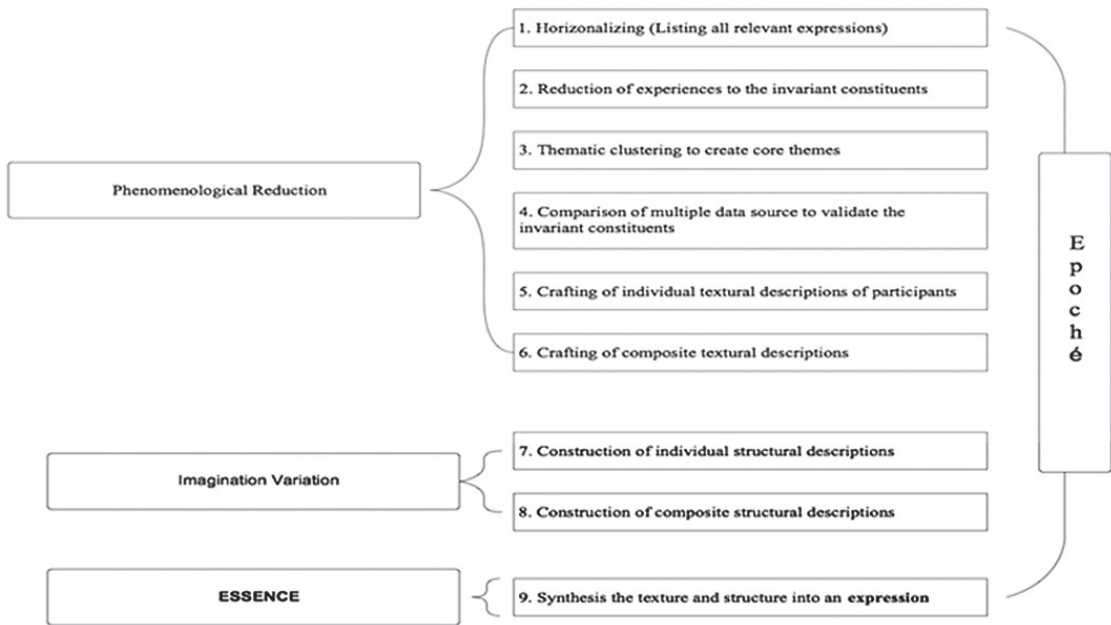 1. Horizonalizing (Listing all relevant expressions)
2. Reduction of experiences to the invariant constituents
3. Thematic clustering to create core themes
Phenomenological Reduction
4. Comparison of multiple data source to validate the
invariant constituents
5. Crafting of individual textural descriptions of participants
6. Crafting of composite textural descriptions
Imagination Variation
7. Construction of individual structural descriptions
8. Construction of composite structural descriptions
ESSENCE
9. Synthesis the texture and structure into an expression
Epoché